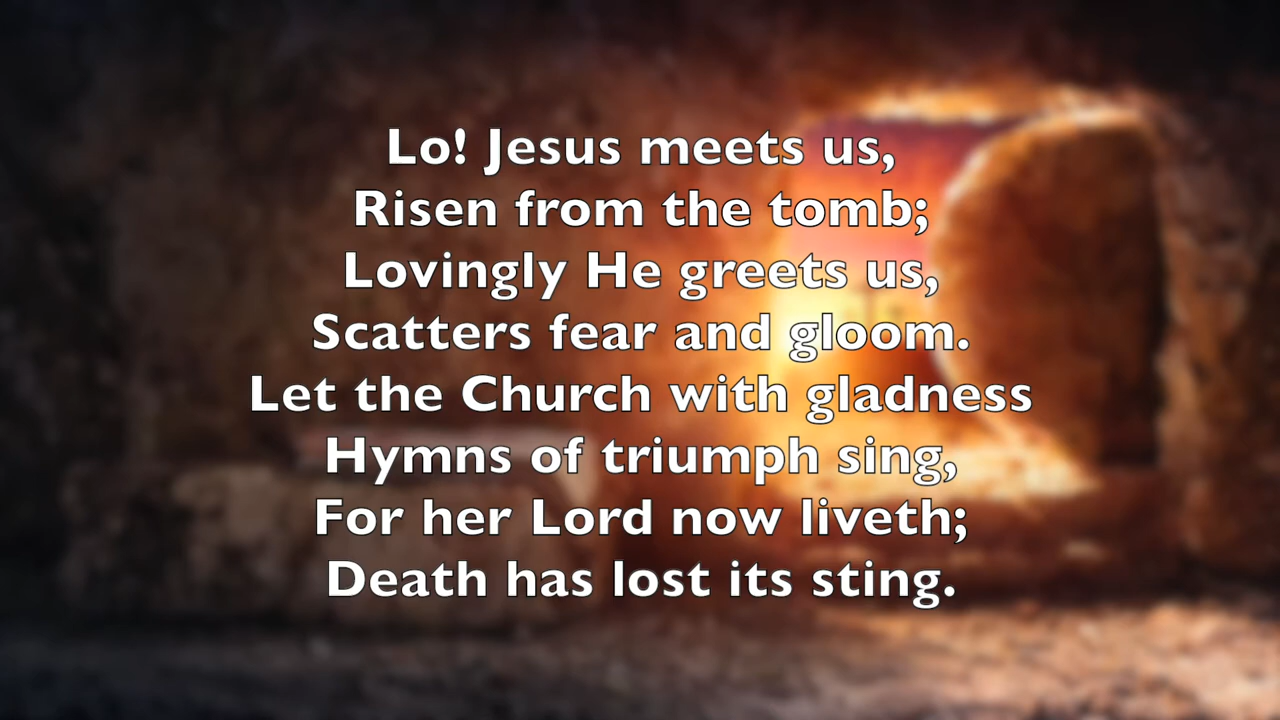 Lo! Jesus meets us,
Risen from the tomb;
Lovingly He greets us,
Scatters fear and gloom.
Let the Church with gladness
Hymns of triumph sing,
For her Lord now liveth;
Death has lost its sting.